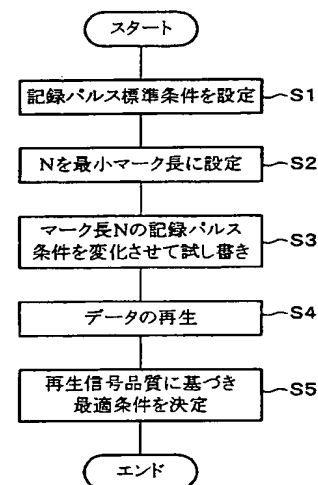 スタート
記録パルス標準条件を設定
S1
Nを最小マーク長に設定
S2
マーク長Nの記録パルス
条件を変化させて試し書き
S3
データの再生
S4
再生信号品質に基づき
最適条件を決定
S5
エンド